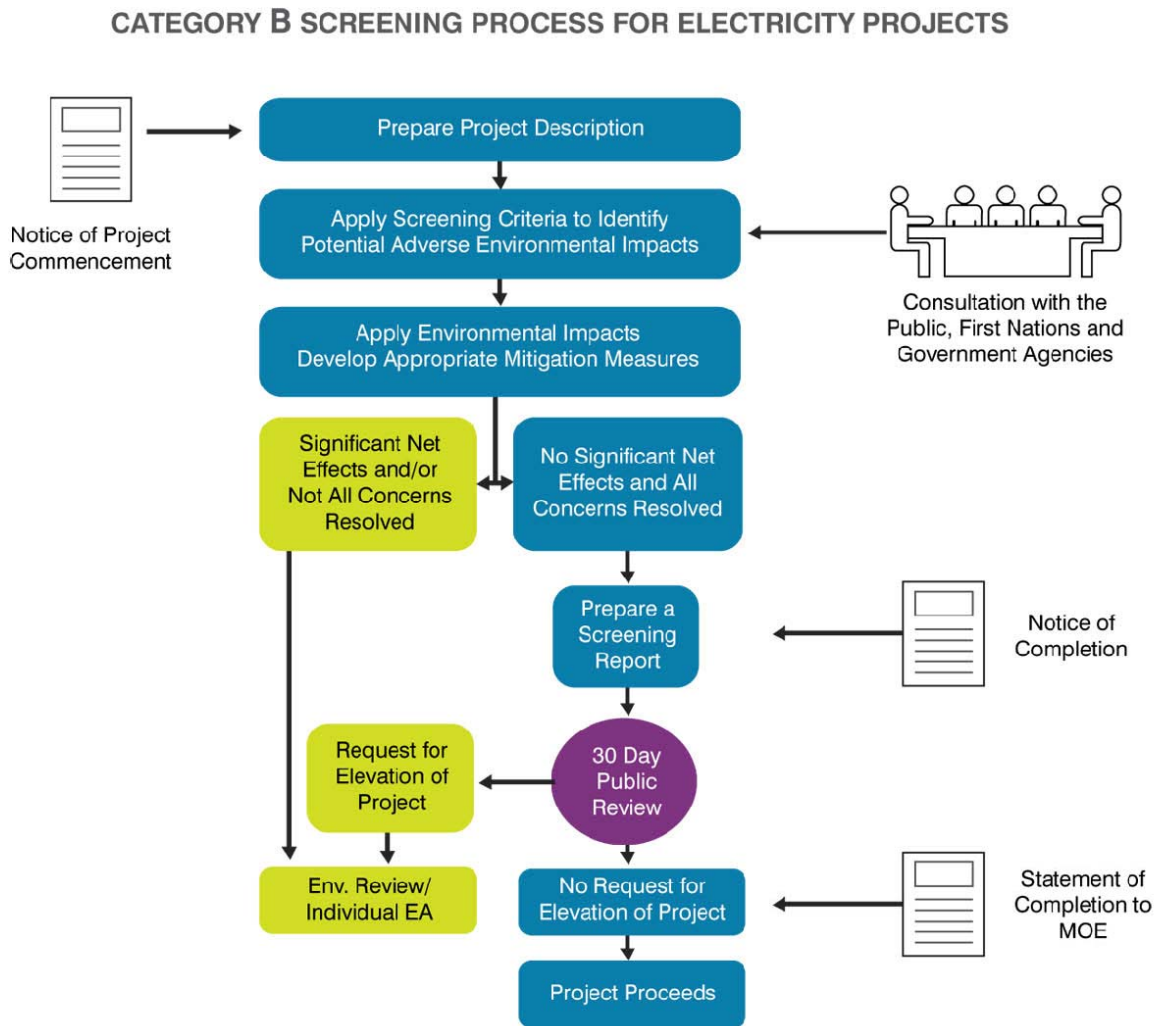 CATEGORY B SCREENING PROCESS FOR ELECTRICITY PROJECTS
Prepare Project Description
Notice of Project
Commencement
Apply Screening Criteria to Identify
Potential Adverse Environmental Impacts
Consultation with the
Public, First Nations and
Government Agencies
Apply Environmental Impacts
Develop Appropriate Mitigation Measures
Significant Net
Effects and/or
Not All Concerns
Resolved
No Significant Net
Effects and All
Concerns Resolved
Prepare a
Screening
Report
Notice of
Completion
Request for
Elevation of
Project
30 Day
Public
Review
Env. Review/
Individual EA
No Request for
Elevation of Project
Statement of
Completion to
MOE
Project Proceeds